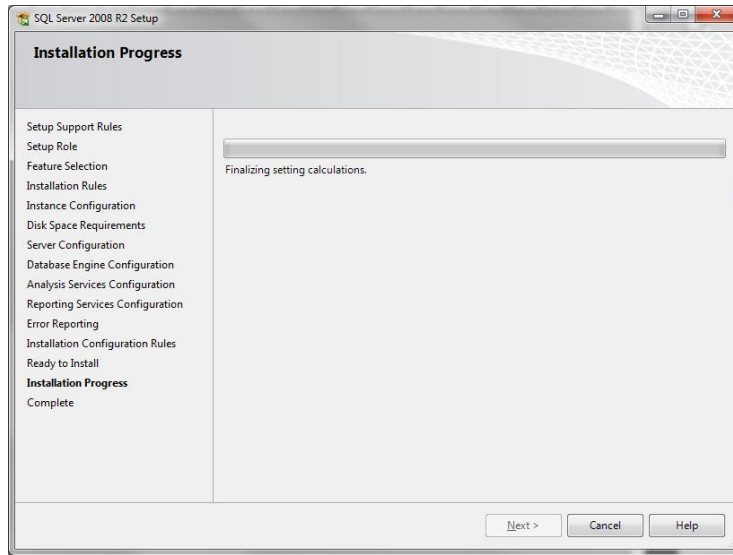 SQL Server 2008 R2 Setup
Installation Progress
Setup Support Rules
Setup Role
Feature Selection
Installation Rules
Instance Configuration
Disk Space Requirements
Server Configuration
Database Engine Configuration
Analysis Services Configuration
Reporting Services Configuration
Error Reporting
Installation Configuration Rules
Ready to Install
Installation Progress
Complete
Finalizing setting calculations.
Next >
Cancel
Help